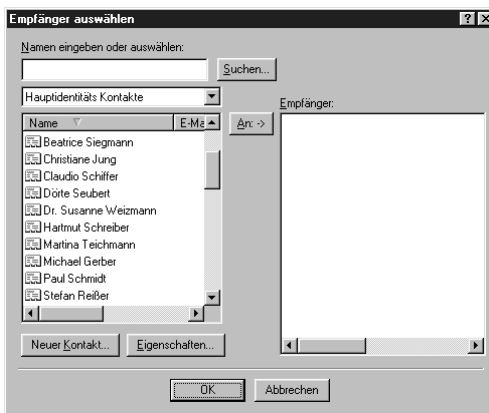 Empfänger auswählen
Namen eingeben oder auswählen:
Suchen...
Hauptidentitäts Kontakte
Empfänger:
Name E-Ma
An: ->
Beatrice Siegmann
Christiane Jung
Claudio Schiffer
Dörte Seubert
Dr. Susanne Weizmann
Hartmut Schreiber
Martina Teichmann
Michael Gerber
Paul Schmidt
Stefan Reißer
Neuer Kontakt... Eigenschaften...
OK Abbrechen